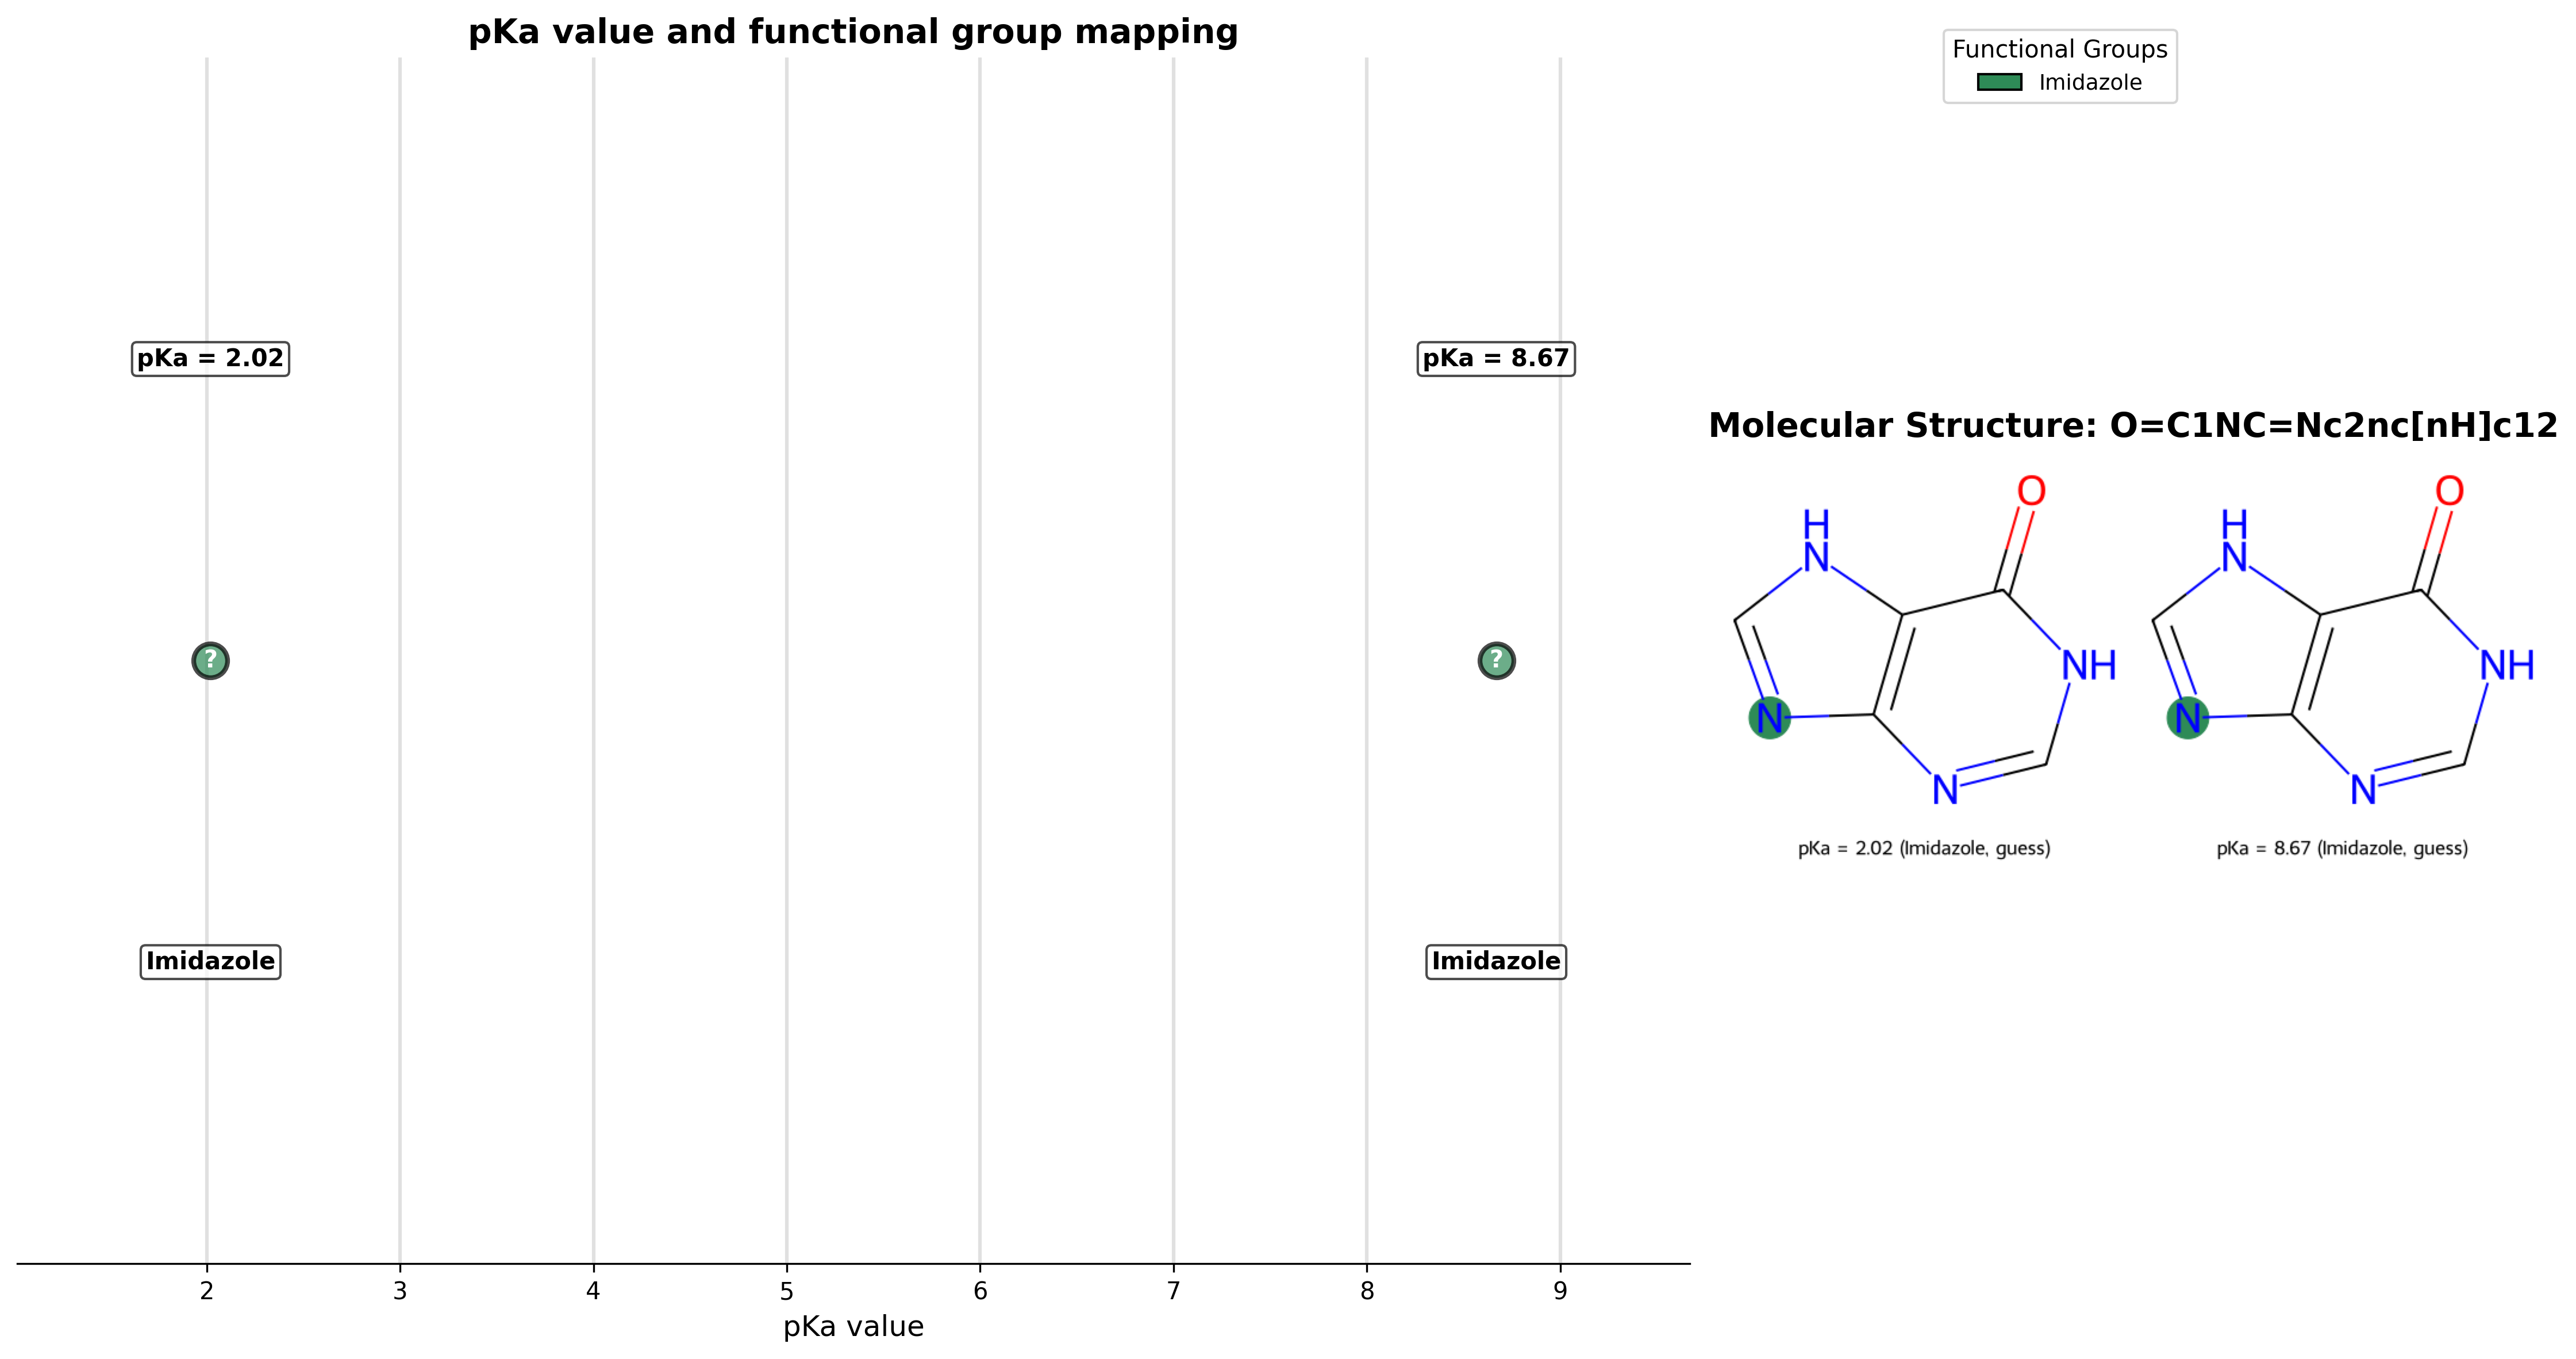 pKa value and functional group mapping
Functional Groups
Imidazole
pKa = 2.02
pKa = 8.67
?
?
Imidazole
Imidazole
2
3
4
5
6
7
8
9
pKa value
Molecular Structure: O=C1NC=Nc2nc[nH]c12
O
H
N
NH
N
N
pKa = 2.02 (Imidazole, guess)
O
H
N
NH
N
N
pKa = 8.67 (Imidazole, guess)